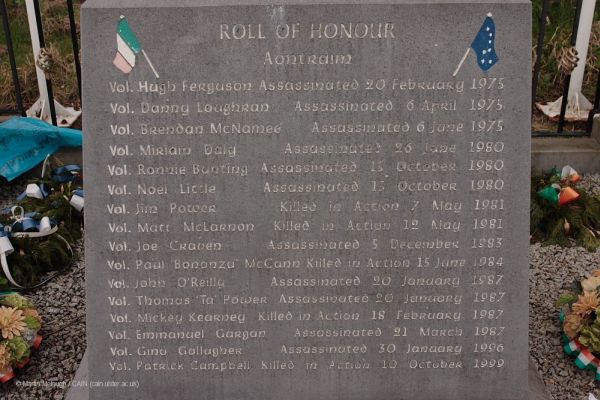 ROLL OF HONOUR
Aontraim
Vol. Hugh Ferguson Assassinated 20 February 1975
Vol. Danny Loughran Assassinated 6 April 1975
Vol. Brendan McNamee Assassinated 6 June 1975
Vol. Miriam Daly Assassinated 26 June 1980
Vol. Ronnie Bunting Assassinated 15 October 1980
Vol. Noel Little Assassinated 15 October 1980
Vol. Jim Power Killed in Action 7 May 1981
Vol. Matt McLarnon Killed in Action 12 May 1981
Vol. Joe Craven Assassinated 5 December 1983
Vol. Paul 'Bonanza' McCann Killed in Action 15 June 1984
Vol. John O'Reilly Assassinated 20 January 1987
Vol. Thomas 'Ta' Power Assassinated 20 January 1987
Vol. Mickey Kearney Killed in Action 18 February 1987
Vol. Emmanuel Gargan Assassinated 21 March 1987
Vol. Gino Gallagher Assassinated 30 January 1996
Vol. Patrick Campbell Killed in Action 10 October 1999
© Martin Melaugh / CAIN (cain.ulster.ac.uk)